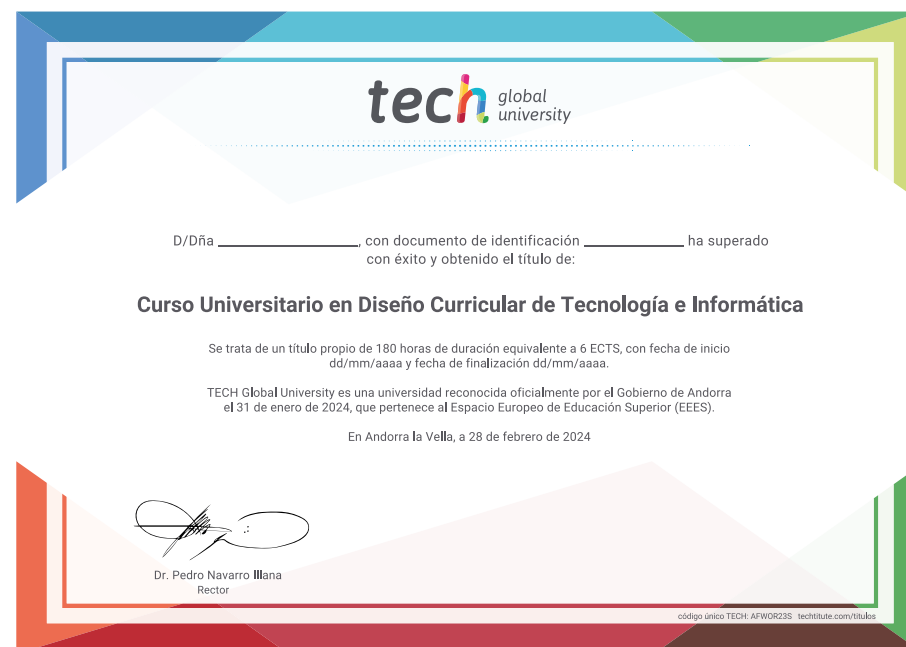 tech global university
D/Dña ____________________, con documento de identificación ______________ ha superado
con éxito y obtenido el título de:
Curso Universitario en Diseño Curricular de Tecnología e Informática
Se trata de un título propio de 180 horas de duración equivalente a 6 ECTS, con fecha de inicio
dd/mm/aaaa y fecha de finalización dd/mm/aaaa.
TECH Global University es una universidad reconocida oficialmente por el Gobierno de Andorra
el 31 de enero de 2024, que pertenece al Espacio Europeo de Educación Superior (EEES).
En Andorra la Vella, a 28 de febrero de 2024
Dr. Pedro Navarro Illana
Rector
código único TECH: AFWOR23S techtitute.com/titulos